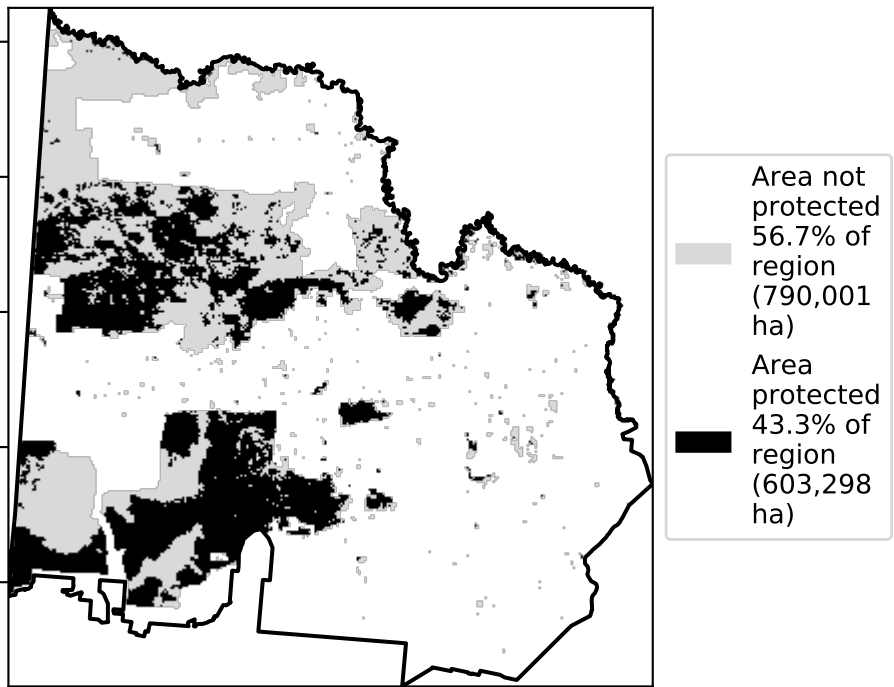 Area not
protected
56.7% of
region
(790,001
ha)
Area
protected
43.3% of
region
(603,298
ha)